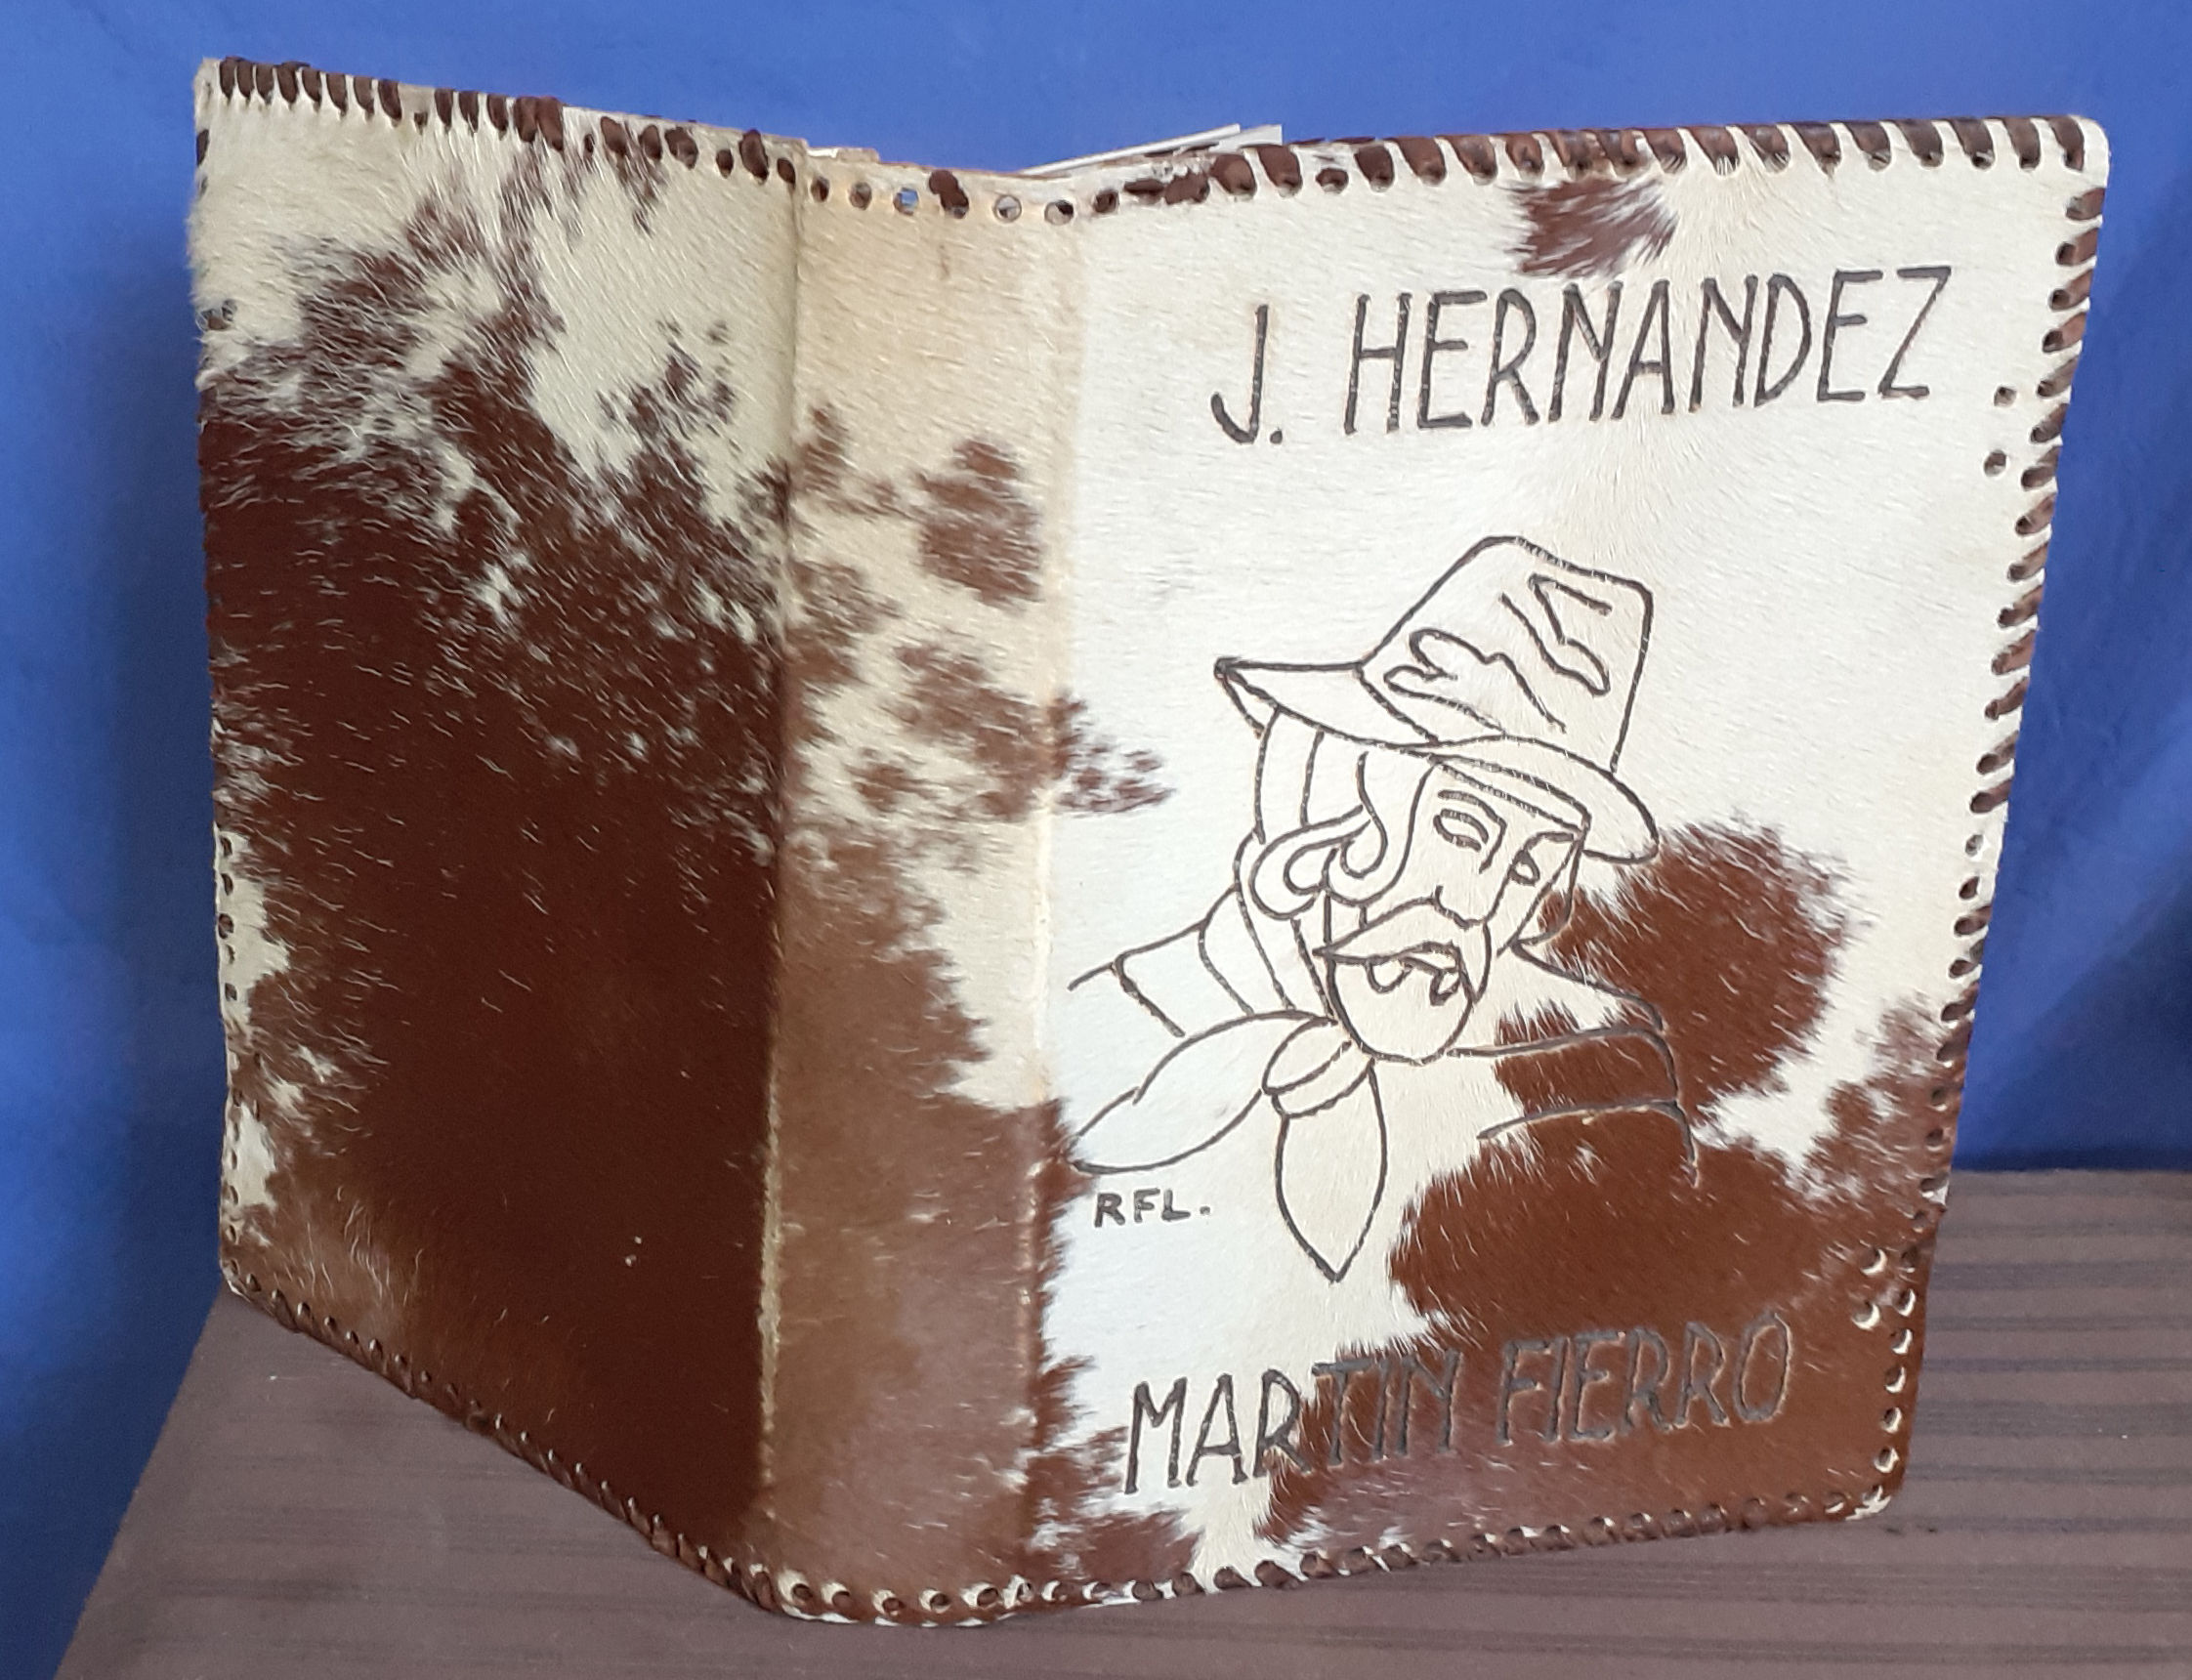 J. HERNANDEZ
RFL.
MARTIN FIERRO